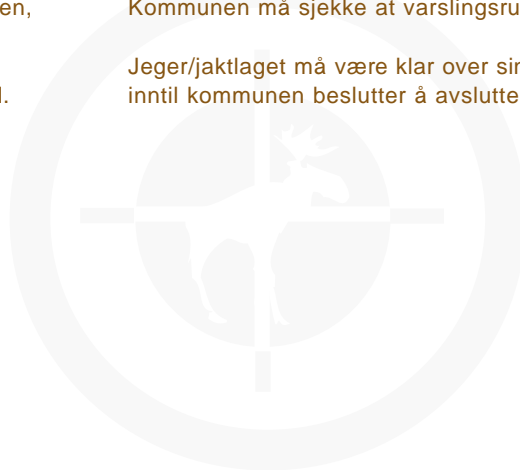 en,
l.
Kommunen må sjekke at varslingsru
Jeger/jaktlaget må være klar over sin
inntil kommunen beslutter å avslutte